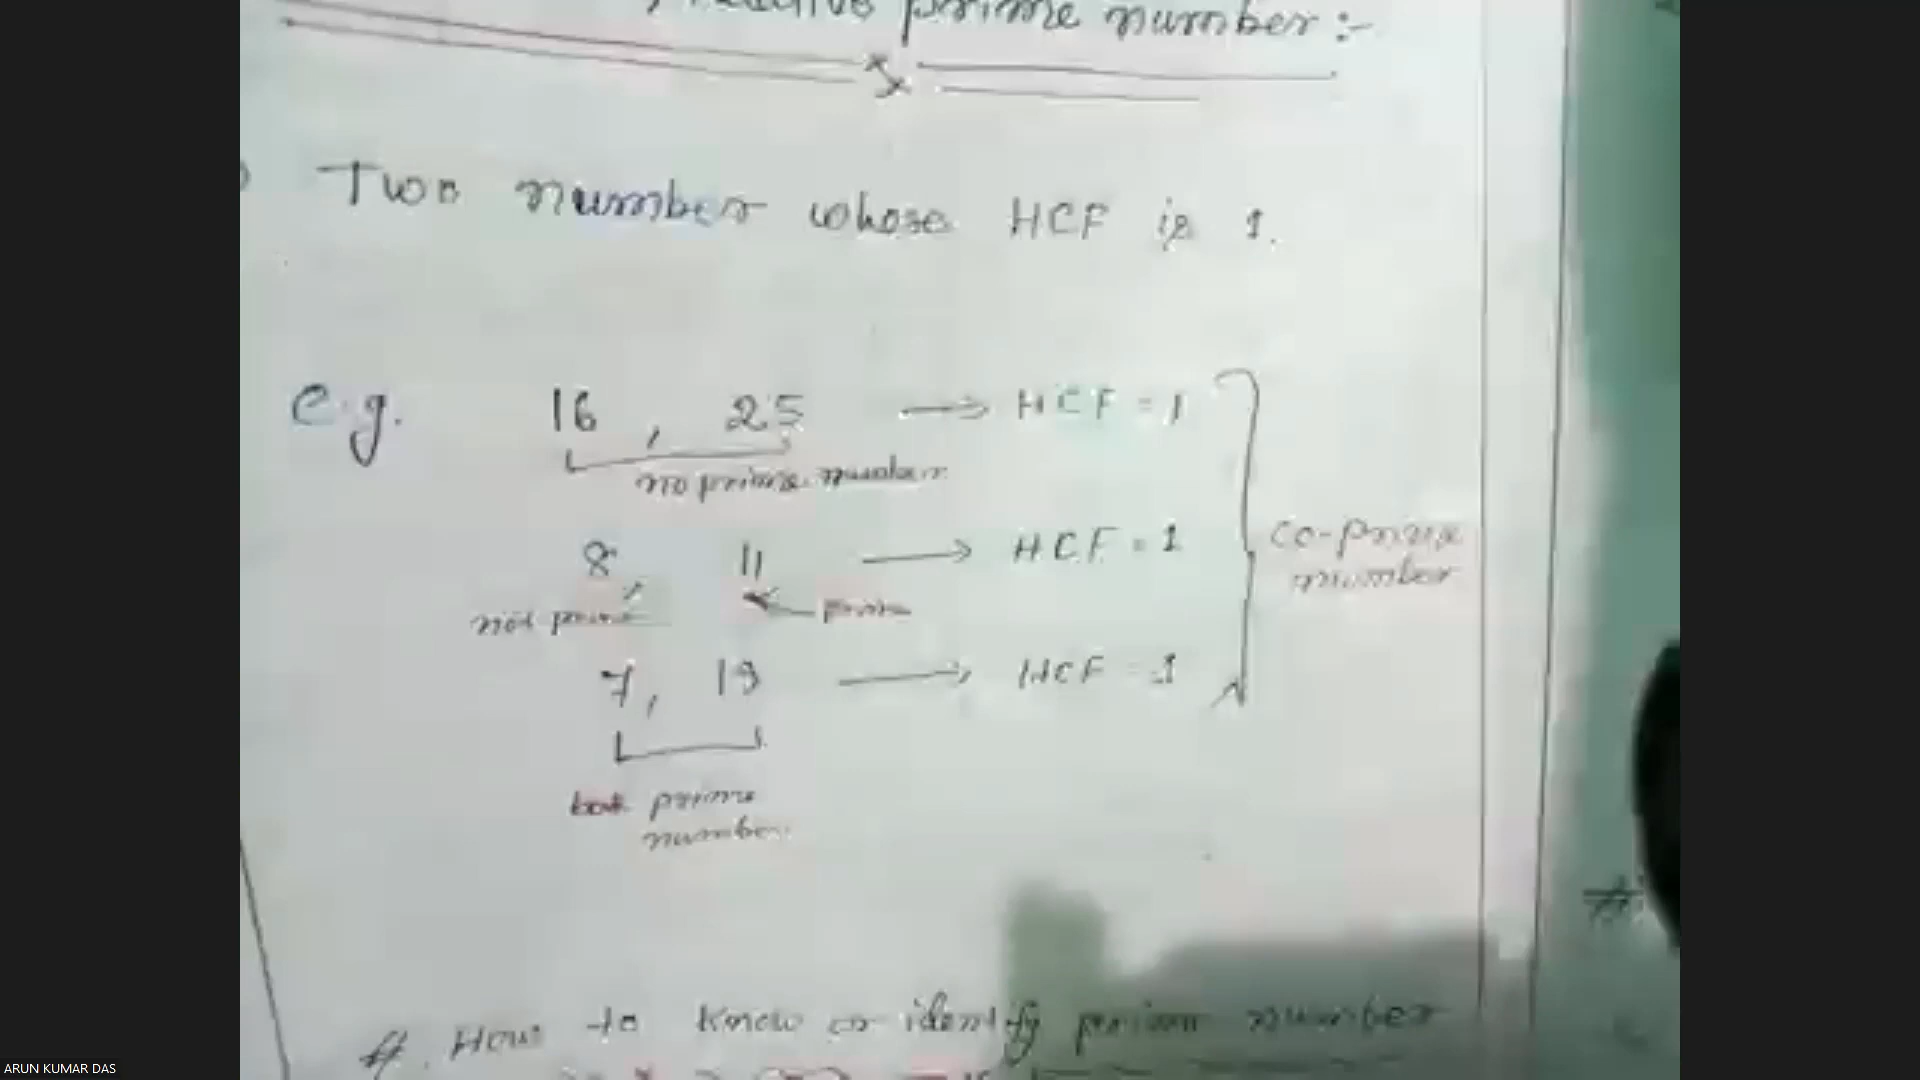 prime number :-
Two number whose HCF is 1.
e.g. 16 , 25 → HCF = 1
no prime number
8 , 11 → HCF = 1
co-prime
number
not prime prime
7, 19 → HCF = 1
prime
number
#. How to know or identify prime number
ARUN KUMAR DAS